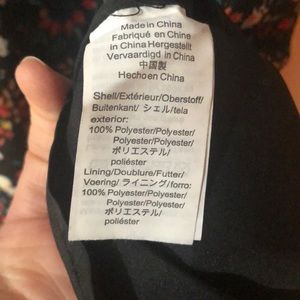 Made in China
Fabriqué en Chine
in China Hergestellt
Vervaardigd in China
中国製
Hecho en China
Shell/Extérieur/Oberstoff/
Buitenkant/ シェル/tela
exterior:
100% Polyester/Polyester/
Polyester/Polyester/
ポリエステル/
poliéster
Lining/Doublure/Futter/
Voering/ ライニング/forro:
100% Polyester/Polyester/
Polyester/Polyester/
ポリエステル/
poliéster